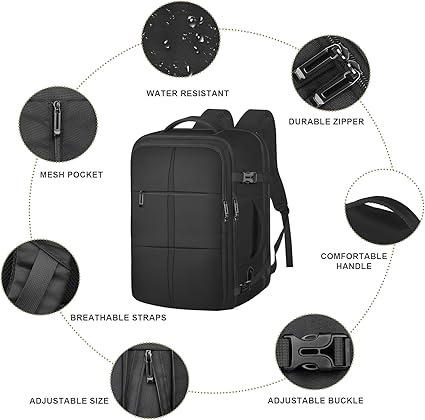 WATER RESISTANT
DURABLE ZIPPER
MESH POCKET
COMFORTABLE
HANDLE
BREATHABLE STRAPS
ADJUSTABLE SIZE
ADJUSTABLE BUCKLE